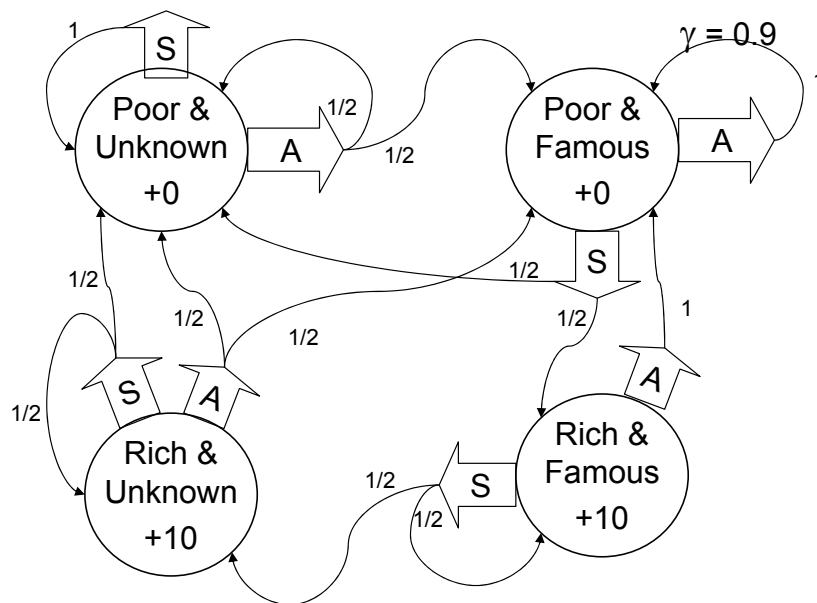 S
1
γ = 0.9
Poor &
Unknown
+0
A
1/2
1/2
Poor &
Famous
+0
A
1/2
S
1/2
1/2
1/2
1/2
1
S
A
A
1/2
Rich &
Unknown
+10
1/2
S
1/2
Rich &
Famous
+10